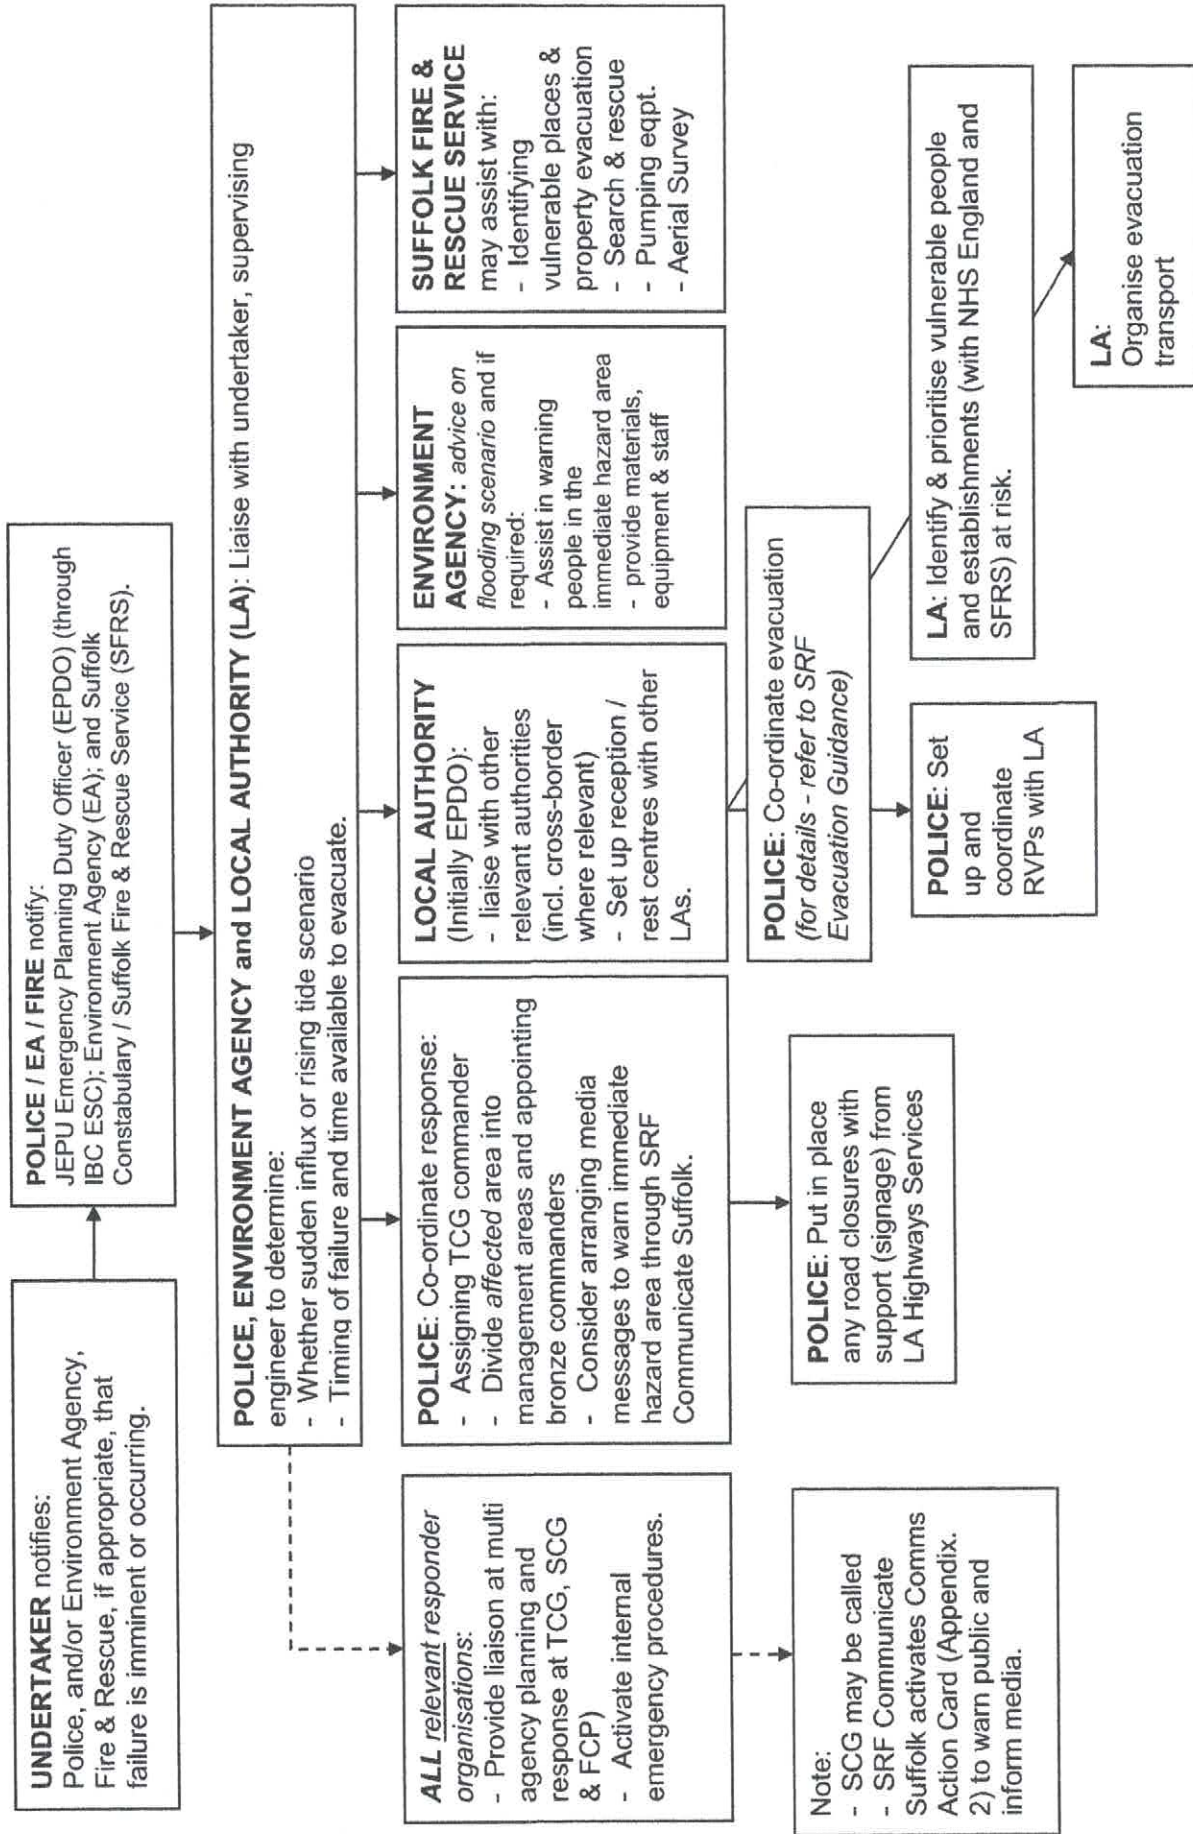 UNDERTAKER notifies:
Police, and/or Environment Agency,
Fire & Rescue, if appropriate, that
failure is imminent or occurring.
POLICE / EA / FIRE notify:
JEPU Emergency Planning Duty Officer (EPDO) (through
IBC ESC); Environment Agency (EA); and Suffolk
Constabulary / Suffolk Fire & Rescue Service (SFRS).
POLICE, ENVIRONMENT AGENCY and LOCAL AUTHORITY (LA): Liaise with undertaker, supervising
engineer to determine:
- Whether sudden influx or rising tide scenario
- Timing of failure and time available to evacuate.
ALL relevant responder
organisations:
- Provide liaison at multi
agency planning and
response at TCG, SCG
& FCP)
- Activate internal
emergency procedures.
POLICE: Co-ordinate response:
- Assigning TCG commander
- Divide affected area into
management areas and appointing
bronze commanders
- Consider arranging media
messages to warn immediate
hazard area through SRF
Communicate Suffolk.
LOCAL AUTHORITY
(Initially EPDO):
- liaise with other
relevant authorities
(incl. cross-border
where relevant)
- Set up reception /
rest centres with other
LAs.
ENVIRONMENT
AGENCY: advice on
flooding scenario and if
required:
- Assist in warning
people in the
immediate hazard area
- provide materials,
equipment & staff
SUFFOLK FIRE &
RESCUE SERVICE
may assist with:
- Identifying
vulnerable places &
property evacuation
- Search & rescue
- Pumping eqpt.
- Aerial Survey
Note:
- SCG may be called
- SRF Communicate
Suffolk activates Comms
Action Card (Appendix.
2) to warn public and
inform media.
POLICE: Put in place
any road closures with
support (signage) from
LA Highways Services
POLICE: Co-ordinate evacuation
(for details - refer to SRF
Evacuation Guidance)
POLICE: Set
up and
coordinate
RVPs with LA
LA: Identify & prioritise vulnerable people
and establishments (with NHS England and
SFRS) at risk.
LA:
Organise evacuation
transport